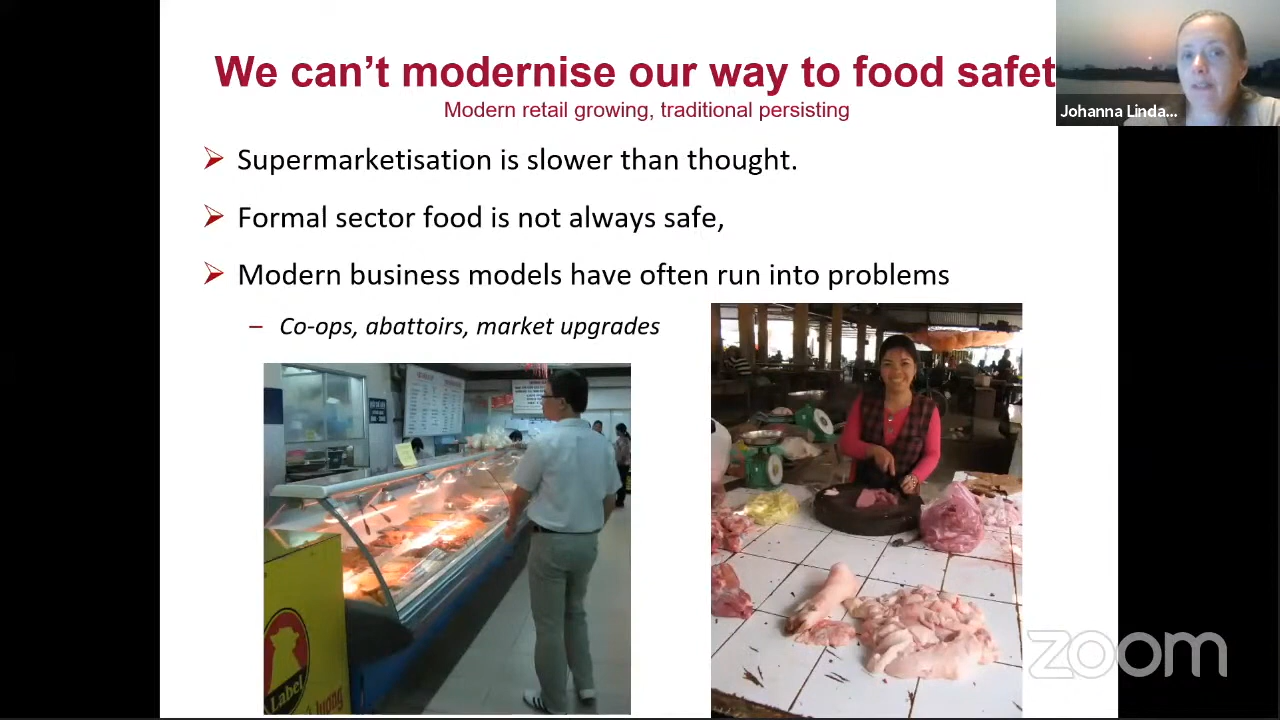 We can't modernise our way to food safet
Modern retail growing, traditional persisting
Johanna Linda...
➢ Supermarketisation is slower than thought.
➢ Formal sector food is not always safe,
➢ Modern business models have often run into problems
– Co-ops, abattoirs, market upgrades
Label
zoom